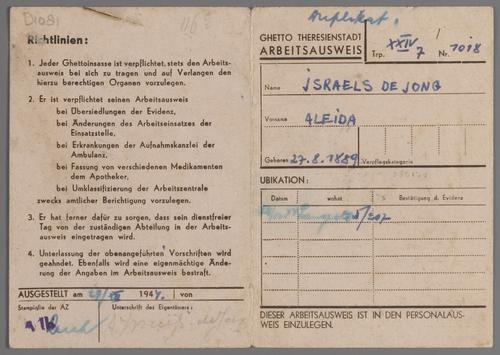 D1081
Richtlinien:
1. Jeder Ghettoinsasse ist verpflichtet, stets den Arbeits-
ausweis bei sich zu tragen und auf Verlangen den
hierzu berechtigten Organen vorzulegen.
2. Er ist verpflichtet seinen Arbeitsausweis
bei Übersiedlungen der Evidenz,
bei Änderungen des Arbeitseinsatzes der
Einsatzstelle,
bei Erkrankungen der Aufnahmskanzlei der
Ambulanz,
bei Fassung von verschiedenen Medikamenten
dem Apotheker,
bei Umklassifizierung der Arbeitszentrale
zwecks amtlicher Berichtigung vorzulegen.
3. Er hat ferner dafür zu sorgen, dass sein dienstfreier
Tag von der zuständigen Abteilung in der Arbeits-
ausweis eingetragen wird.
4. Unterlassung der obenangeführten Vorschriften wird
geahndet. Ebenfalls wird eine eigenmächtige Ände-
rung der Angaben im Arbeitsausweis bestraft.
AUSGESTELLT am 1944. von
Stampiglie der AZ Unterschrift des Eigentümers:
Duplikat.
GHETTO THERESIENSTADT
ARBEITSAUSWEIS Trp. XXIV/7 Nr. 1018
Name ISRAELS DE JONG
Vorname ALEIDA
Geboren 27.8.1889 Verpflegskategorie
UBIKATION:
Datum wohnt Bestätigung d. Evidenz
DIESER ARBEITSAUSWEIS IST IN DEN PERSONALAUS-
WEIS EINZULEGEN.